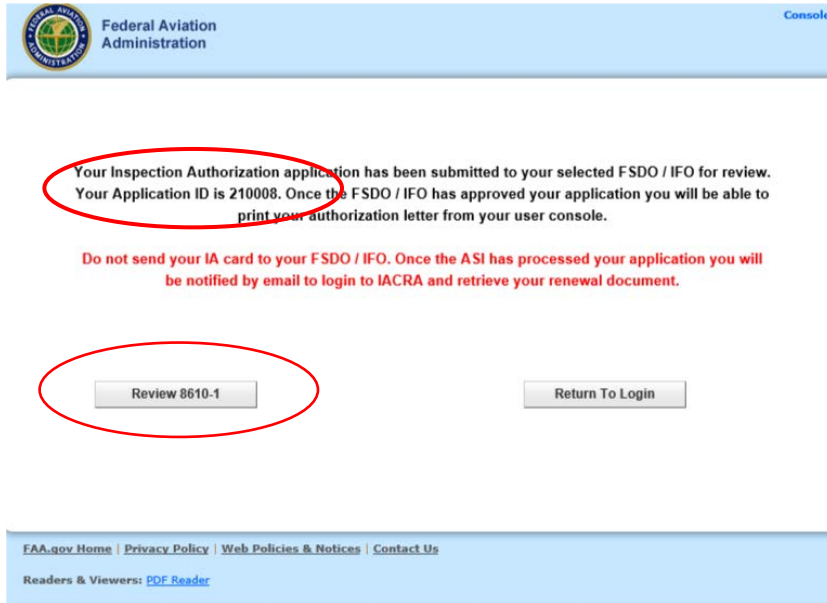 FEDERAL AVIATION
ADMINISTRATION
Federal Aviation
Administration
Console
Your Inspection Authorization application has been submitted to your selected FSDO / IFO for review.
Your Application ID is 210008. Once the FSDO / IFO has approved your application you will be able to
print your authorization letter from your user console.
Do not send your IA card to your FSDO / IFO. Once the ASI has processed your application you will
be notified by email to login to IACRA and retrieve your renewal document.
Review 8610-1
Return To Login
FAA.gov Home | Privacy Policy | Web Policies & Notices | Contact Us
Readers & Viewers: PDF Reader